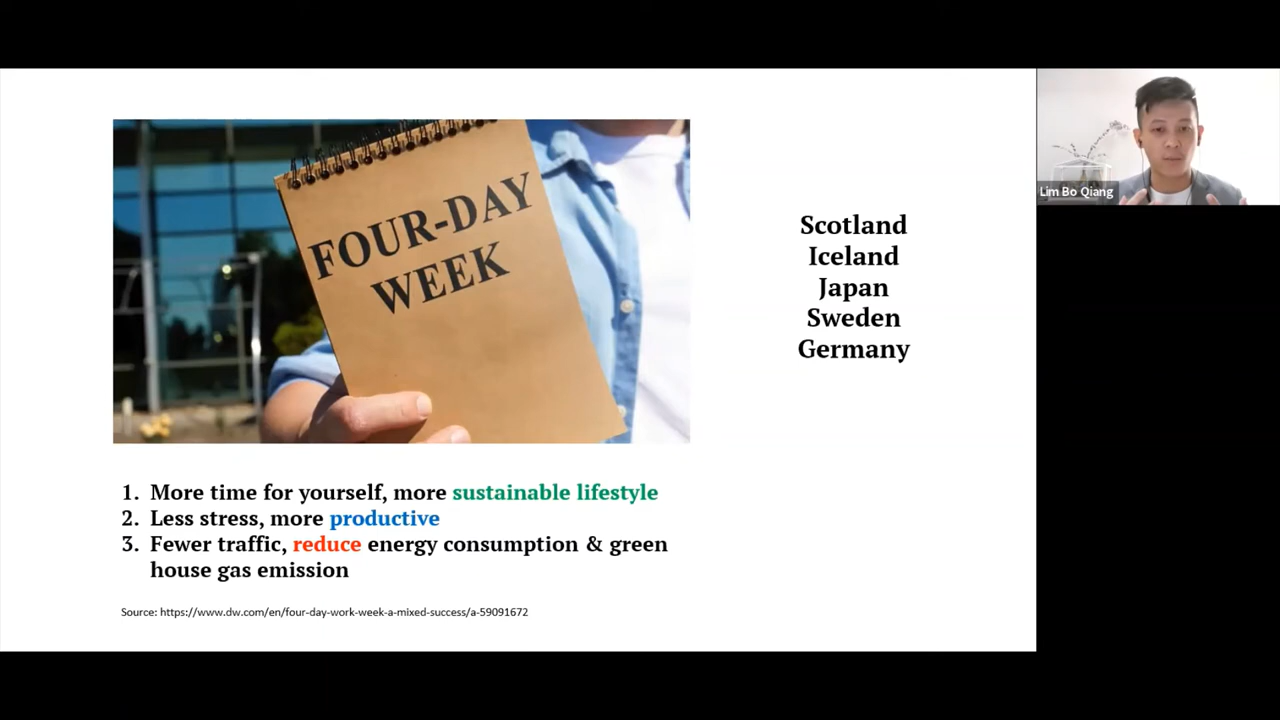 FOUR-DAY
WEEK
Lim Bo Qiang
Scotland
Iceland
Japan
Sweden
Germany
1. More time for yourself, more sustainable lifestyle
2. Less stress, more productive
3. Fewer traffic, reduce energy consumption & green
house gas emission
Source: https://www.dw.com/en/four-day-work-week-a-mixed-success/a-59091672